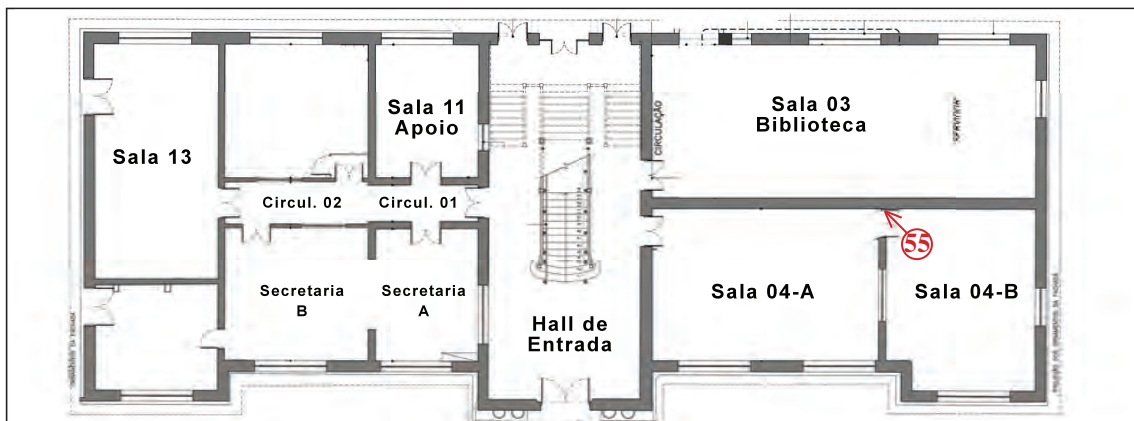 Sala 13
Sala 11
Apoio
Circul. 02
Circul. 01
Secretaria
B
Secretaria
A
Hall de
Entrada
CIRCULAÇÃO
Sala 03
Biblioteca
55
Sala 04-A
Sala 04-B